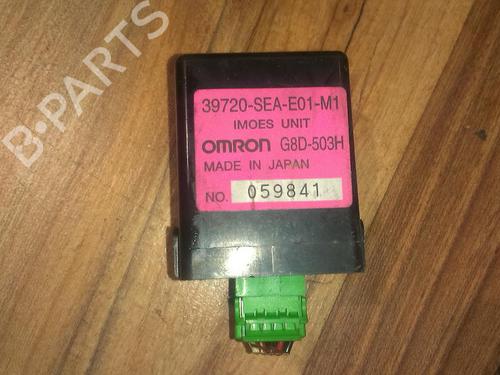 B-PARTS
39720-SEA-E01-M1
IMOES UNIT
OMRON G8D-503H
MADE IN JAPAN
NO. 059841